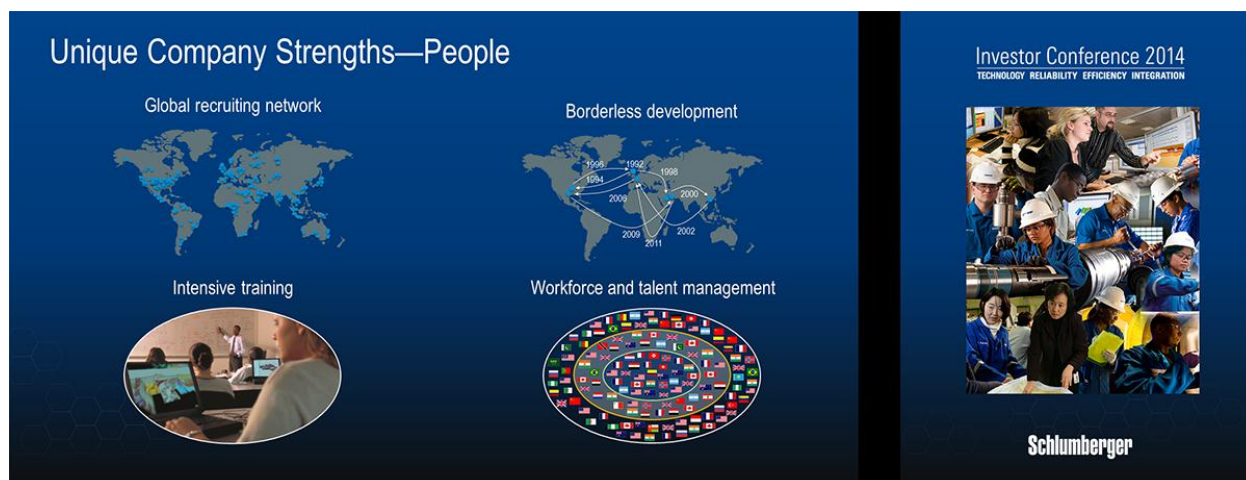 Unique Company Strengths—People
Global recruiting network
Borderless development
1996
1992
1994
1998
2006
2000
2009
2002
2011
Intensive training
Workforce and talent management
Investor Conference 2014
TECHNOLOGY RELIABILITY EFFICIENCY INTEGRATION
Schlumberger